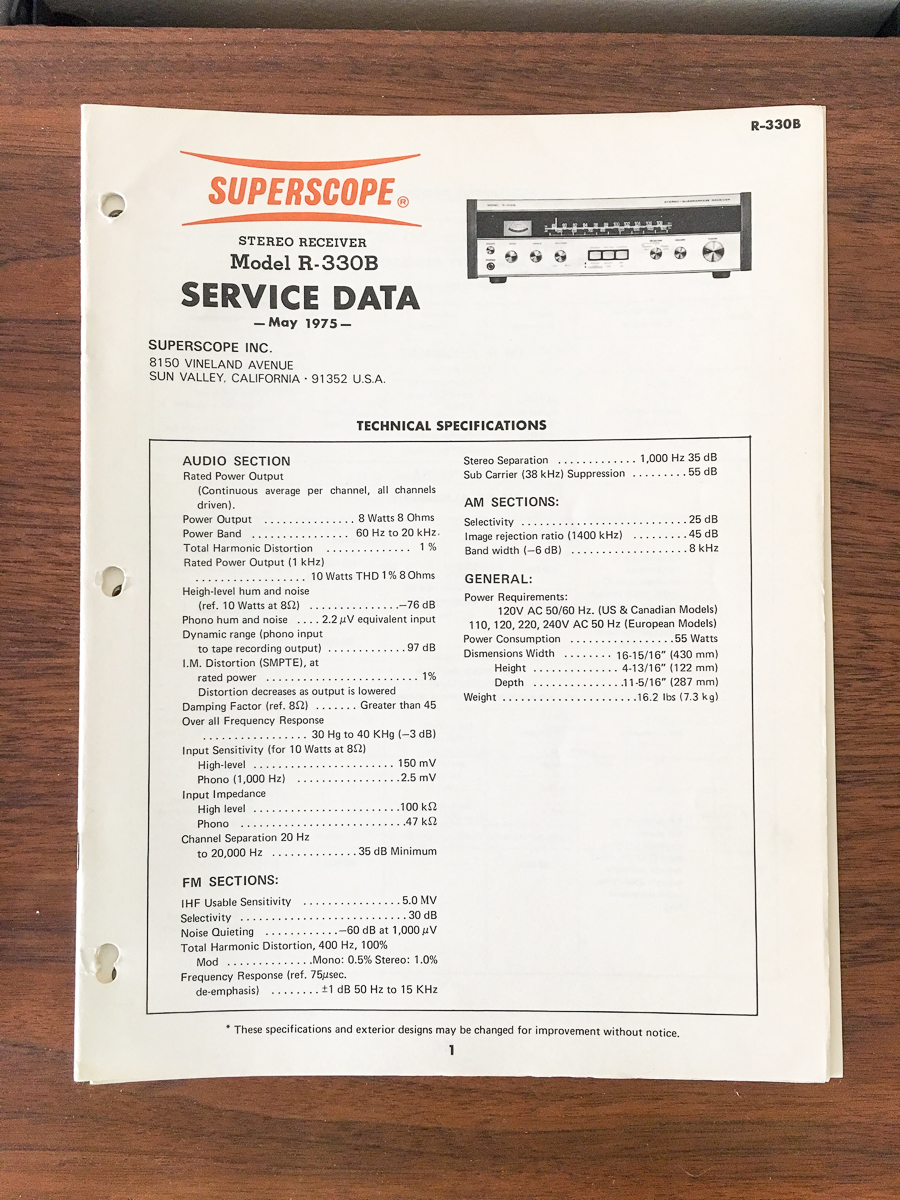 R-330B
SUPERSCOPE®
STEREO RECEIVER
Model R-330B
SERVICE DATA
—May 1975—
SUPERSCOPE INC.
8150 VINELAND AVENUE
SUN VALLEY, CALIFORNIA · 91352 U.S.A.
TECHNICAL SPECIFICATIONS
AUDIO SECTION
Rated Power Output
(Continuous average per channel, all channels
driven).
Power Output ............... 8 Watts 8 Ohms
Power Band ................ 60 Hz to 20 kHz.
Total Harmonic Distortion .............. 1 %
Rated Power Output (1 kHz)
.................. 10 Watts THD 1% 8 Ohms
Heigh-level hum and noise
(ref. 10 Watts at 8Ω) ...............—76 dB
Phono hum and noise .... 2.2 μV equivalent input
Dynamic range (phono input
to tape recording output) ............. 97 dB
I.M. Distortion (SMPTE), at
rated power ......................... 1%
Distortion decreases as output is lowered
Damping Factor (ref. 8Ω) ....... Greater than 45
Over all Frequency Response
................. 30 Hg to 40 KHg (—3 dB)
Input Sensitivity (for 10 Watts at 8Ω)
High-level ....................... 150 mV
Phono (1,000 Hz) .................2.5 mV
Input Impedance
High level ........................100 kΩ
Phono ...........................47 kΩ
Channel Separation 20 Hz
to 20,000 Hz .............. 35 dB Minimum
FM SECTIONS:
IHF Usable Sensitivity ................5.0 MV
Selectivity ...........................30 dB
Noise Quieting ............—60 dB at 1,000 μV
Total Harmonic Distortion, 400 Hz, 100%
Mod ..............Mono: 0.5% Stereo: 1.0%
Frequency Response (ref. 75μsec.
de-emphasis) ........ ±1 dB 50 Hz to 15 KHz
Stereo Separation ............. 1,000 Hz 35 dB
Sub Carrier (38 kHz) Suppression .........55 dB
AM SECTIONS:
Selectivity ...........................25 dB
Image rejection ratio (1400 kHz) .........45 dB
Band width (—6 dB) ...................8 kHz
GENERAL:
Power Requirements:
120V AC 50/60 Hz. (US & Canadian Models)
110, 120, 220, 240V AC 50 Hz (European Models)
Power Consumption .................55 Watts
Dismensions Width ........ 16-15/16" (430 mm)
Height .............. 4-13/16" (122 mm)
Depth ...............11-5/16" (287 mm)
Weight ......................16.2 lbs (7.3 kg)
* These specifications and exterior designs may be changed for improvement without notice.
1